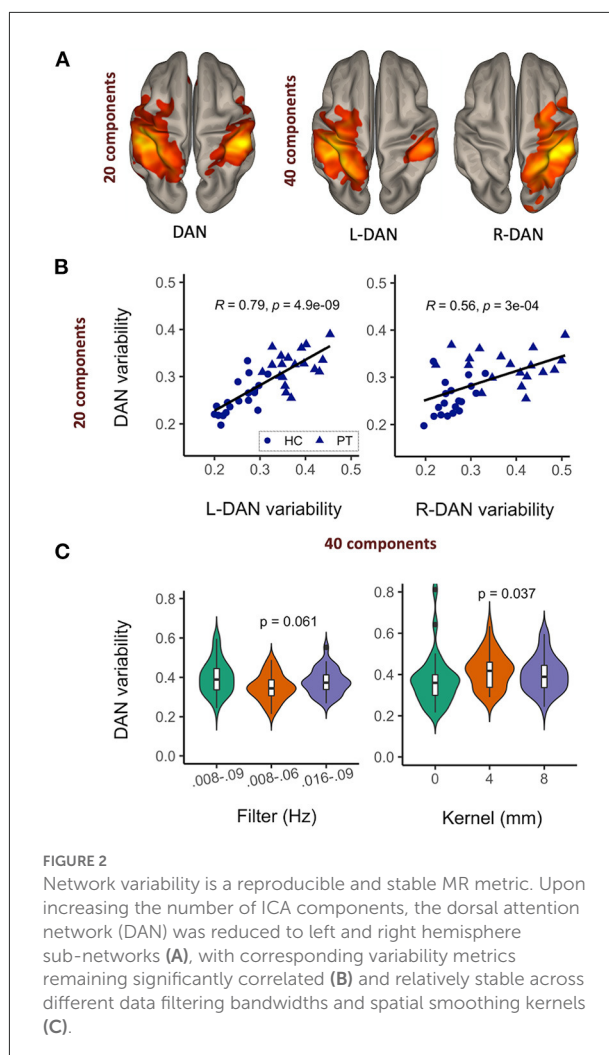 A
20 components
40 components
DAN
L-DAN
R-DAN
B
20 components
DAN variability
0.5
0.4
0.3
0.2
R = 0.79, p = 4.9e-09
HC PT
0.2 0.3 0.4 0.5
L-DAN variability
0.5
0.4
0.3
0.2
R = 0.56, p = 3e-04
0.2 0.3 0.4 0.5
R-DAN variability
40 components
C
DAN variability
0.8
0.6
0.4
0.2
0.0
p = 0.061
.008-.09 .008-.06 .016-.09
Filter (Hz)
0.8
0.6
0.4
0.2
0.0
p = 0.037
0 4 8
Kernel (mm)
FIGURE 2
Network variability is a reproducible and stable MR metric. Upon
increasing the number of ICA components, the dorsal attention
network (DAN) was reduced to left and right hemisphere
sub-networks (A), with corresponding variability metrics
remaining significantly correlated (B) and relatively stable across
different data filtering bandwidths and spatial smoothing kernels
(C).